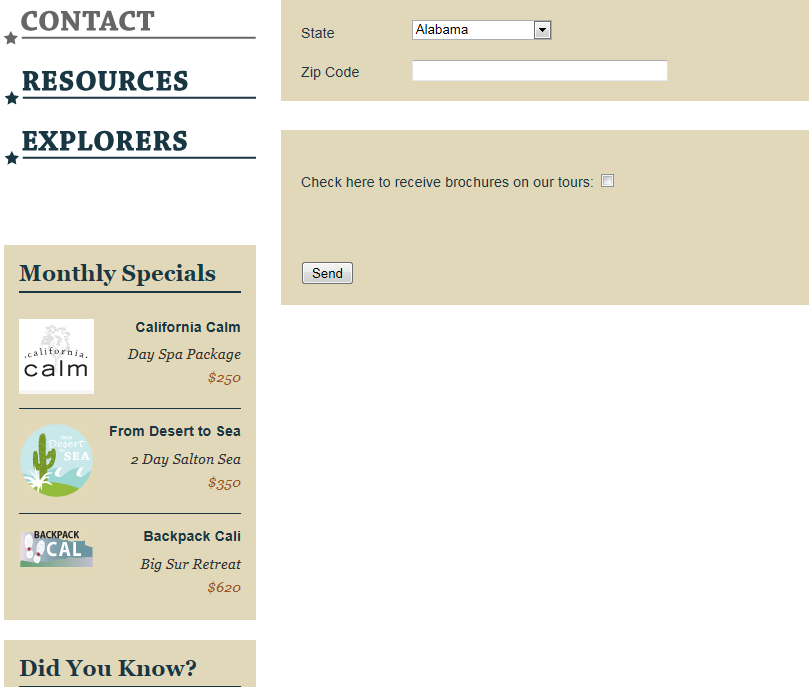 CONTACT
RESOURCES
EXPLORERS
State Alabama
Zip Code
Check here to receive brochures on our tours:
Send
Monthly Specials
.california.
calm
California Calm
Day Spa Package
$250
Desert
SEA
From Desert to Sea
2 Day Salton Sea
$350
BACKPACK
CAL
Backpack Cali
Big Sur Retreat
$620
Did You Know?